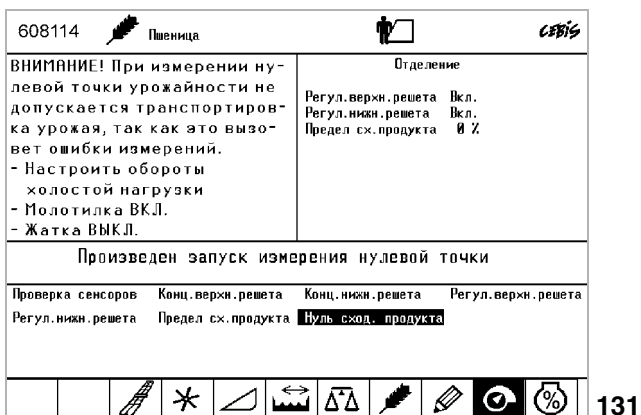 608114 Пшеница CEBIS
ВНИМАНИЕ! При измерении ну-
левой точки урожайности не
допускается транспортиров-
ка урожая, так как это вызо-
вет ошибки измерений.
- Настроить обороты
холостой нагрузки
- Молотилка ВКЛ.
- Жатка ВЫКЛ.
Отделение
Регул.верхн.решета Вкл.
Регул.нижн.решета Вкл.
Предел сх.продукта 0 %
Произведен запуск измерения нулевой точки
Проверка сенсоров Конц.верхн.решета Конц.нижн.решета Регул.верхн.решета
Регул.нижн.решета Предел сх.продукта Нуль сход. продукта
%
131